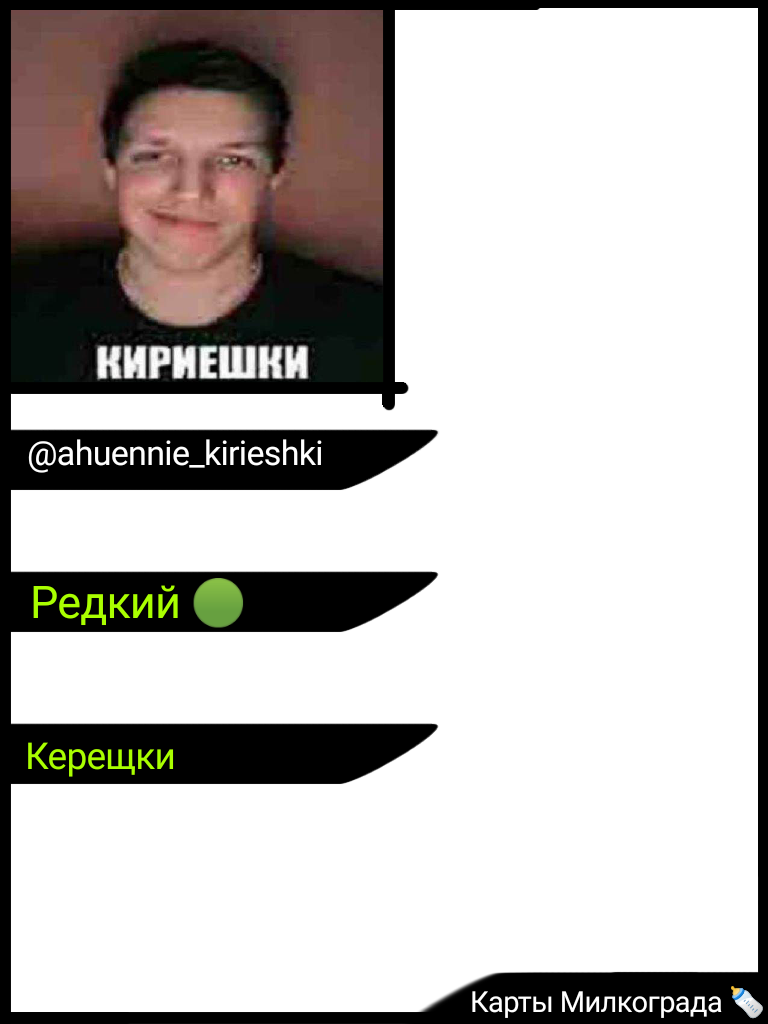 КИРИЕШКИ
@ahuennie_kirieshki
Редкий 🟢
Керещки
Карты Милкограда 🍼